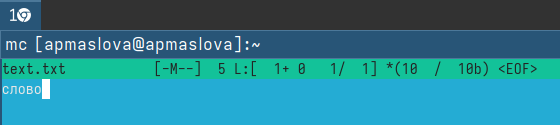 1
mc [apmaslova@apmaslova]:~
text.txt [-M--] 5 L:[ 1+ 0 1/ 1] *(10 / 10b) <EOF>
слово